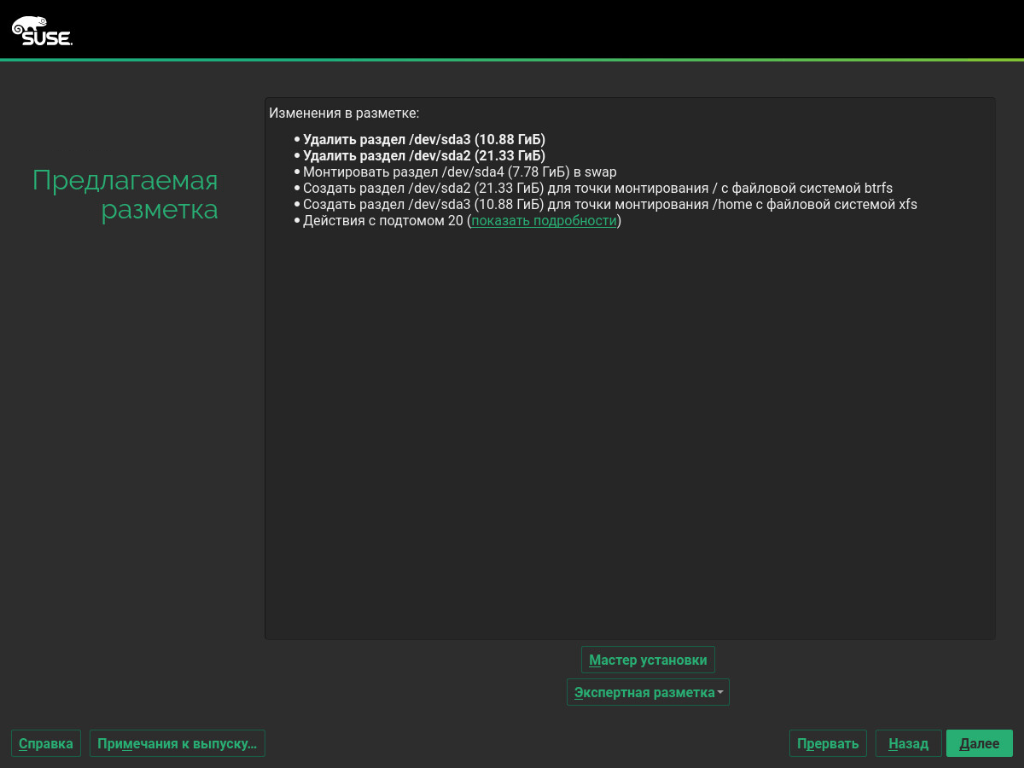 SUSE.
Предлагаемая
разметка
Изменения в разметке:
• Удалить раздел /dev/sda3 (10.88 ГиБ)
• Удалить раздел /dev/sda2 (21.33 ГиБ)
• Монтировать раздел /dev/sda4 (7.78 ГиБ) в swap
• Создать раздел /dev/sda2 (21.33 ГиБ) для точки монтирования / с файловой системой btrfs
• Создать раздел /dev/sda3 (10.88 ГиБ) для точки монтирования /home с файловой системой xfs
• Действия с подтомом 20 (показать подробности)
Мастер установки
Экспертная разметка
Справка Примечания к выпуску... Прервать Назад Далее